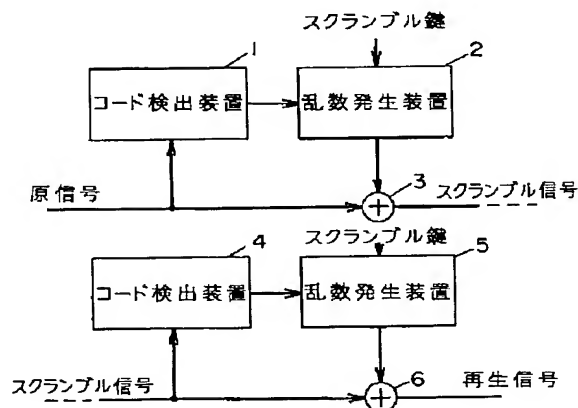 スクランブル鍵
1
2
コード検出装置
乱数発生装置
3
原信号
スクランブル信号
スクランブル鍵
4
5
コード検出装置
乱数発生装置
スクランブル信号
6
再生信号